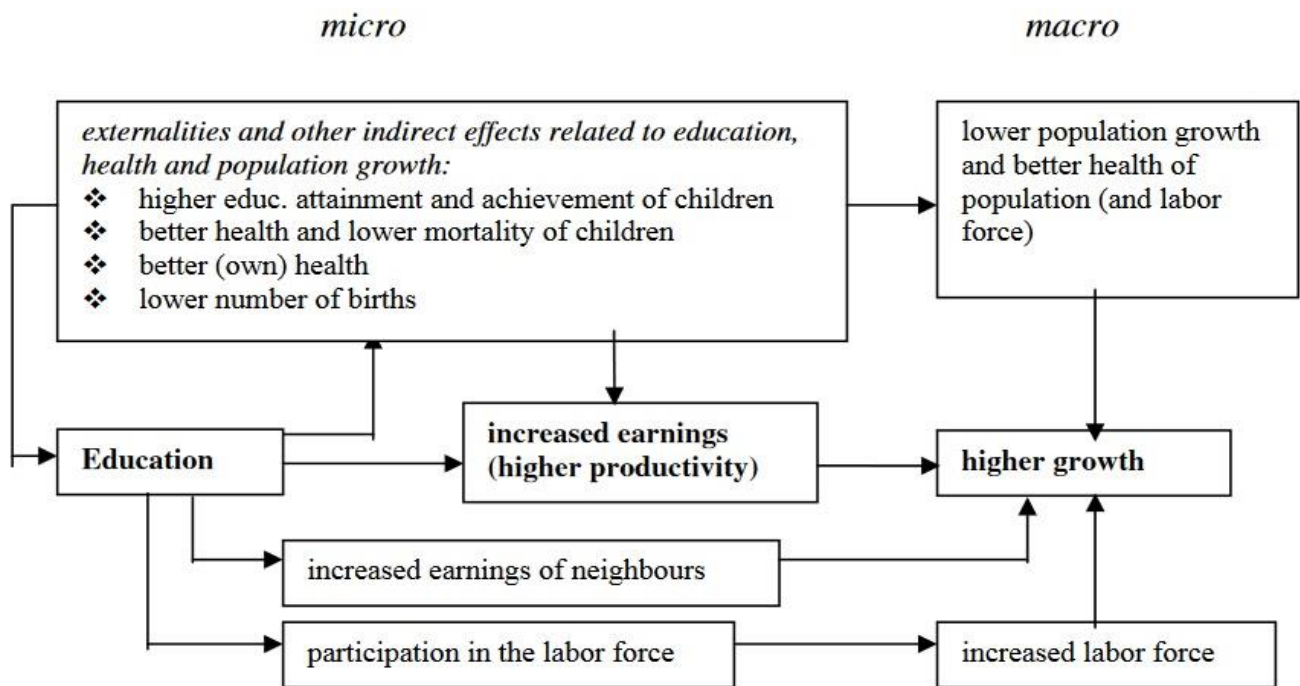 micro
macro
externalities and other indirect effects related to education,
health and population growth:
❖ higher educ. attainment and achievement of children
❖ better health and lower mortality of children
❖ better (own) health
❖ lower number of births
lower population growth
and better health of
population (and labor
force)
Education
increased earnings
(higher productivity)
higher growth
increased earnings of neighbours
participation in the labor force
increased labor force